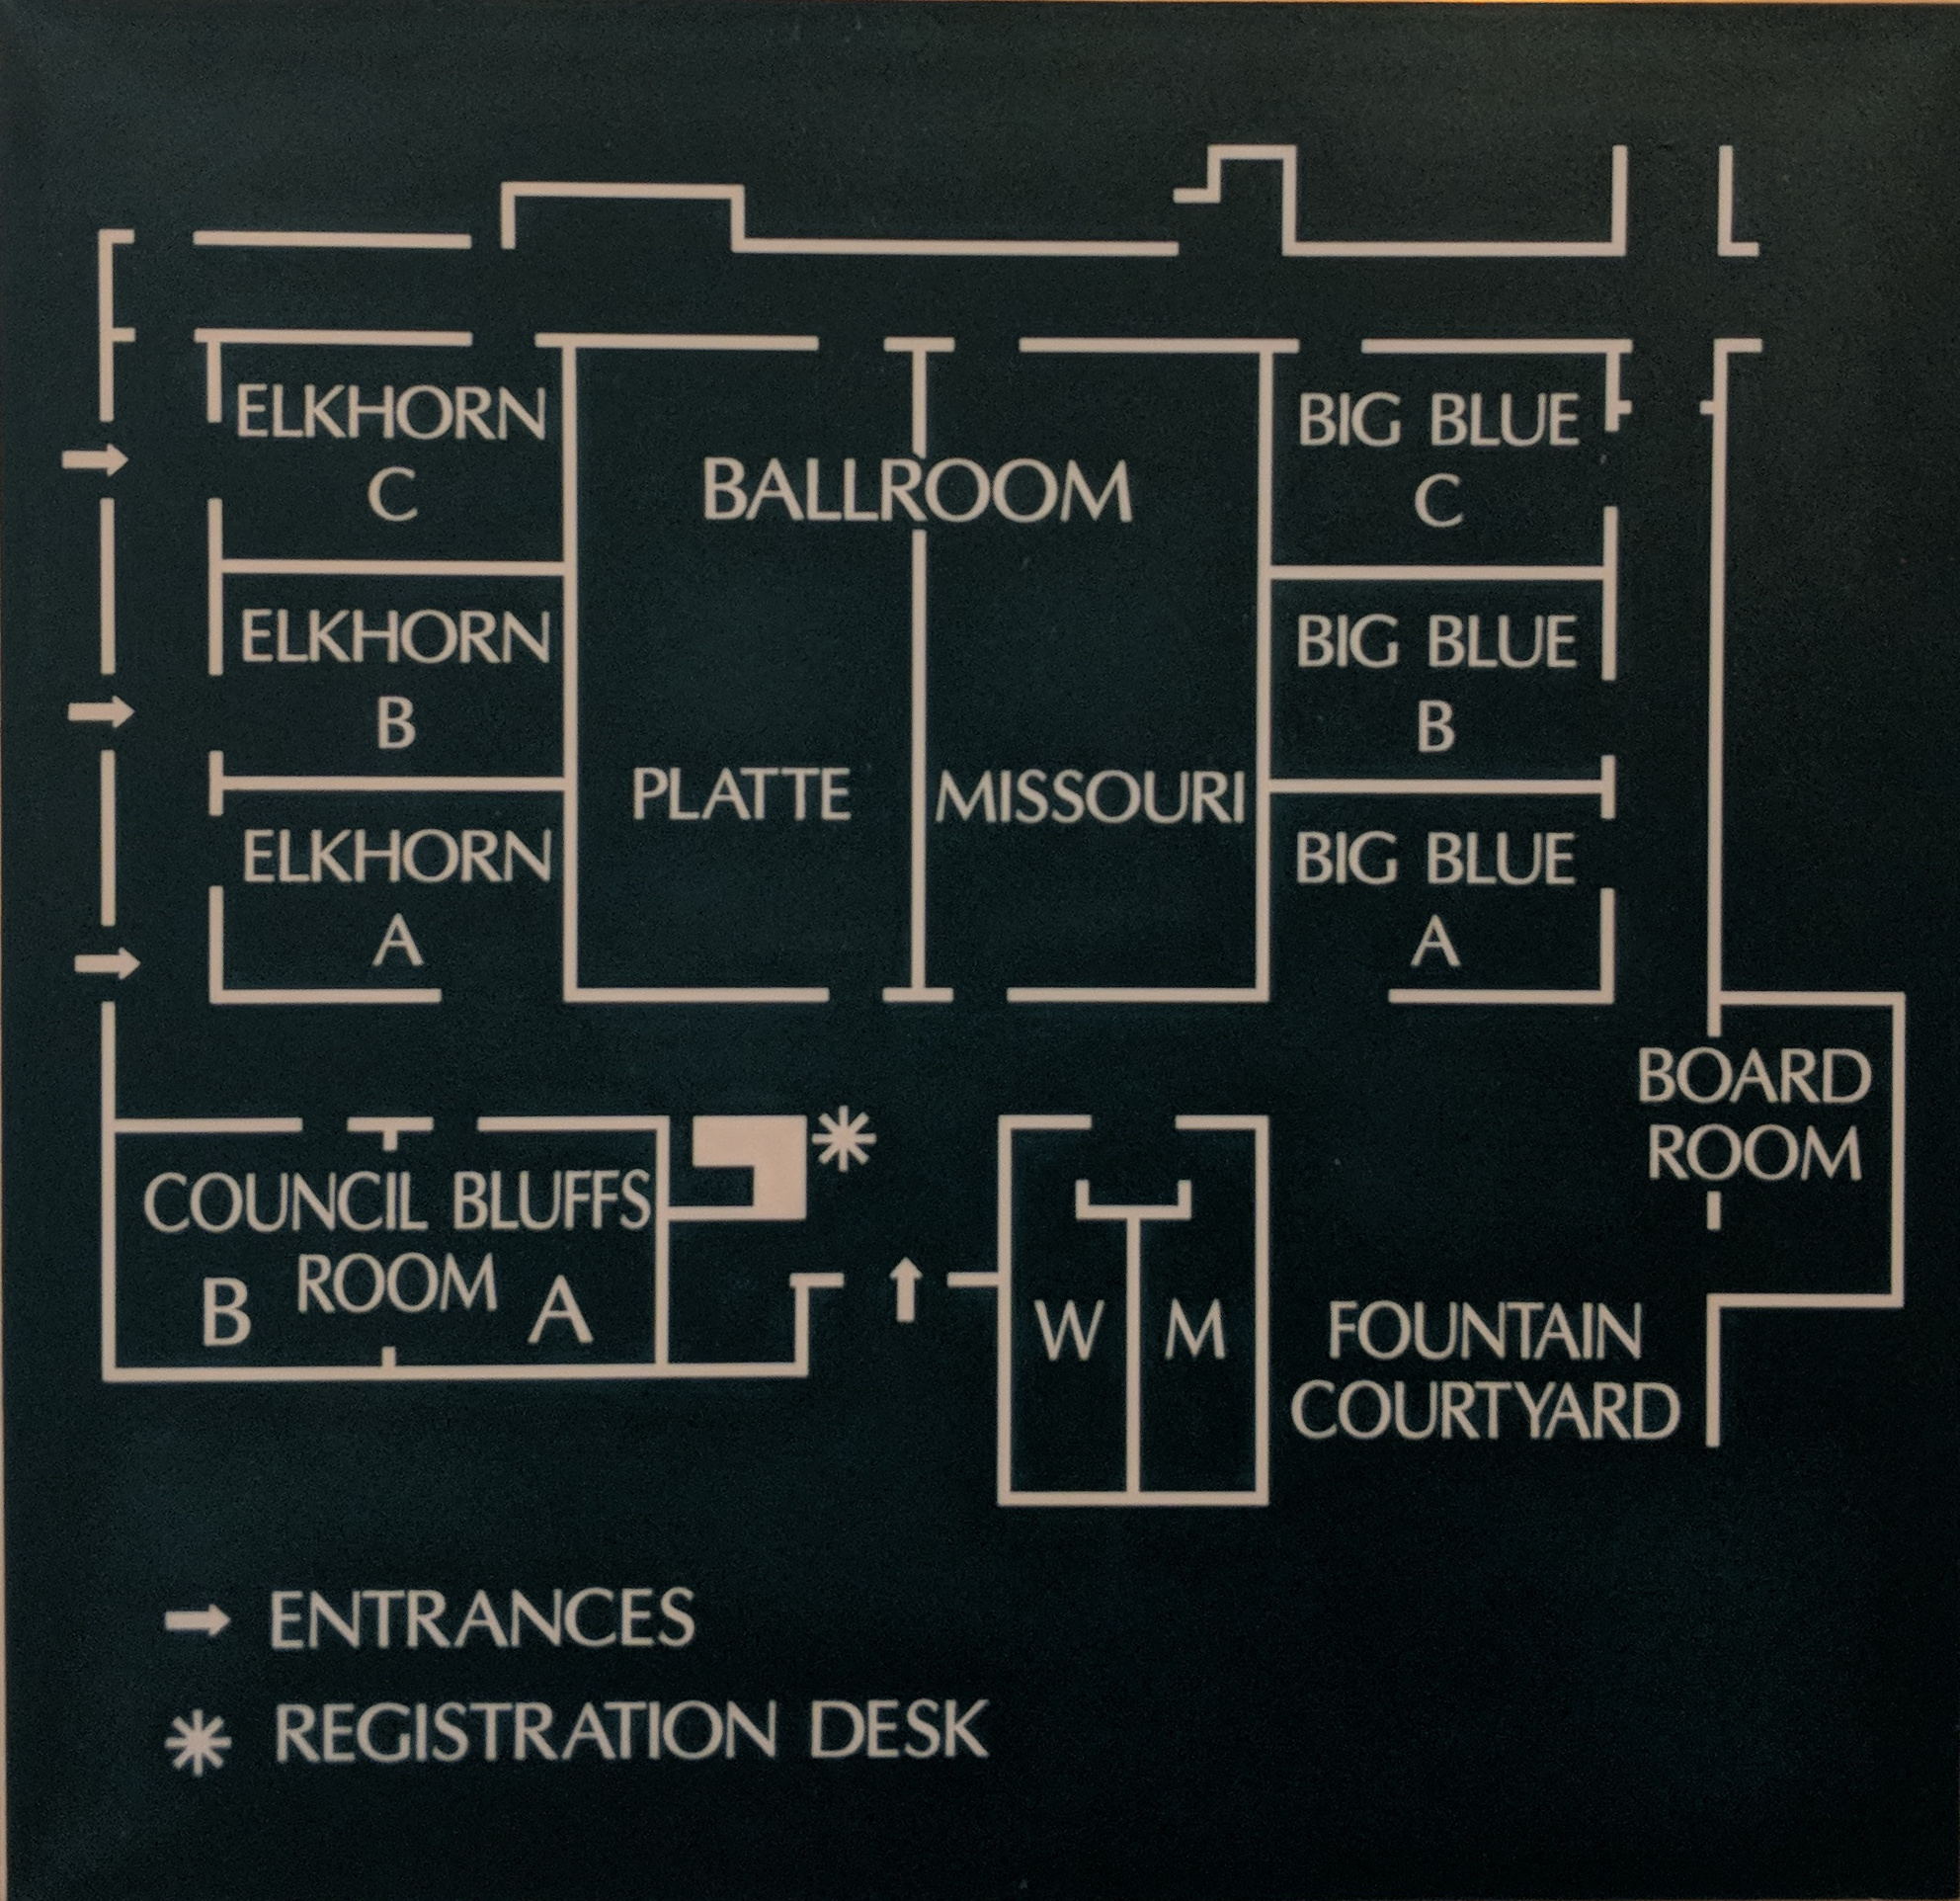 ELKHORN
C
BALLROOM
BIG BLUE
C
ELKHORN
B
BIG BLUE
B
PLATTE
MISSOURI
ELKHORN
A
BIG BLUE
A
BOARD
ROOM
COUNCIL BLUFFS
ROOM
B
A
W
M
FOUNTAIN
COURTYARD
ENTRANCES
REGISTRATION DESK